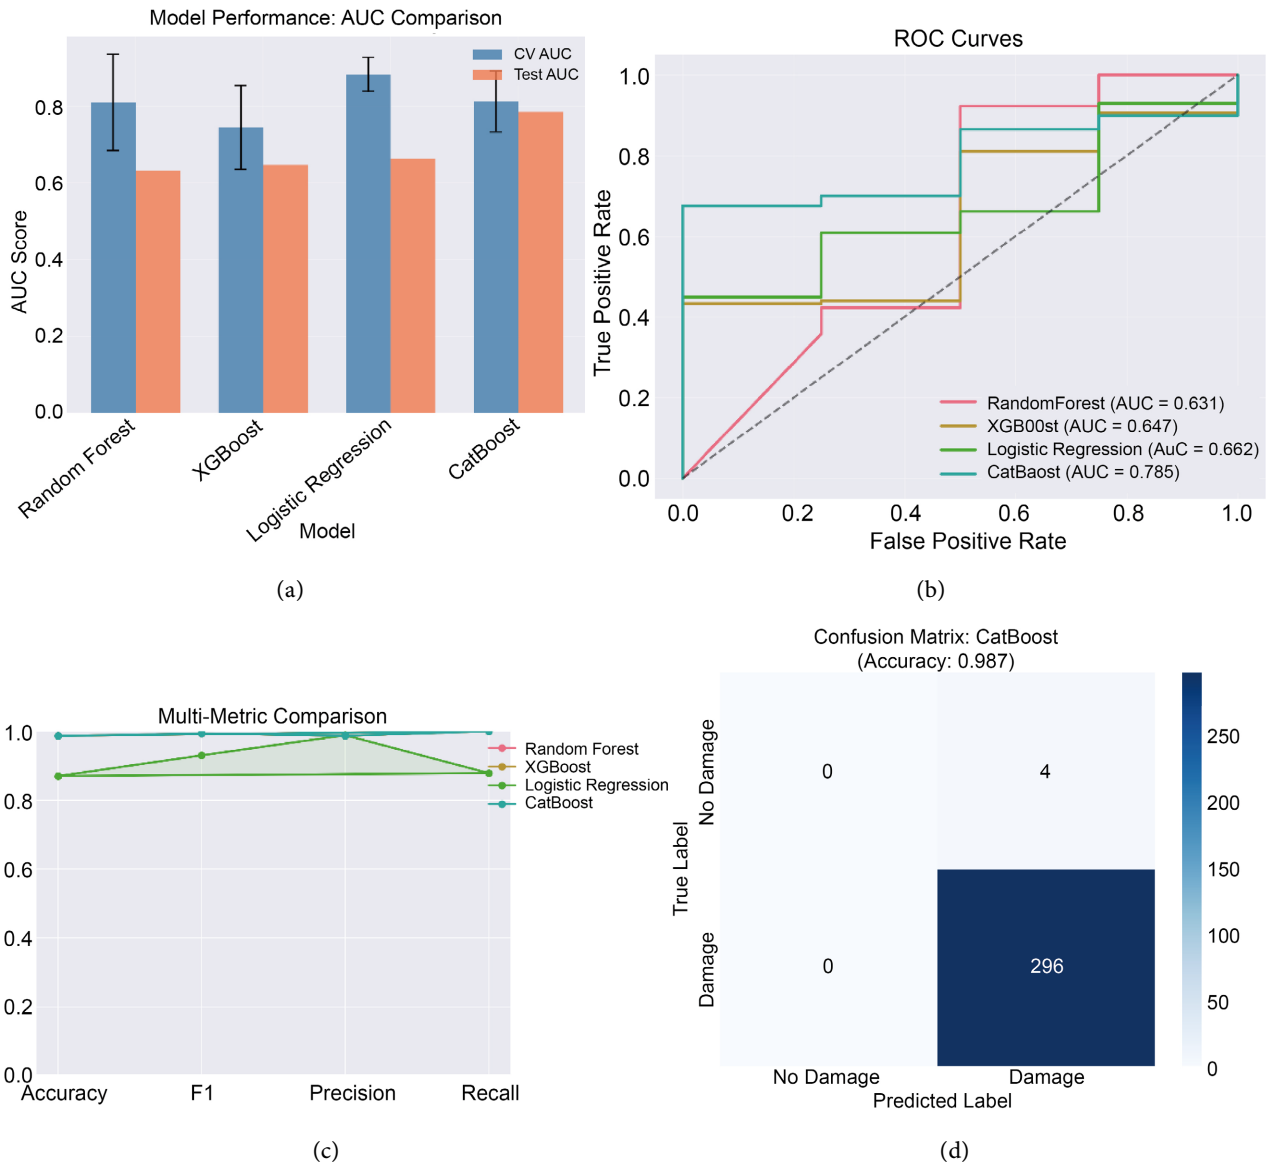 Model Performance: AUC Comparison
CV AUC
Test AUC
AUC Score
0.8
0.6
0.4
0.2
0.0
Random Forest
XGBoost
Logistic Regression
CatBoost
Model
(a)
ROC Curves
True Positive Rate
1.0
0.8
0.6
0.4
0.2
0.0
RandomForest (AUC = 0.631)
XGB00st (AUC = 0.647)
Logistic Regression (AuC = 0.662)
CatBaost (AUC = 0.785)
0.0 0.2 0.4 0.6 0.8 1.0
False Positive Rate
(b)
Multi-Metric Comparison
1.0
0.8
0.6
0.4
0.2
0.0
Random Forest
XGBoost
Logistic Regression
CatBoost
Accuracy F1 Precision Recall
(c)
Confusion Matrix: CatBoost
(Accuracy: 0.987)
True Label
No Damage
Damage
0 4
0 296
No Damage Damage
Predicted Label
250
200
150
100
50
0
(d)